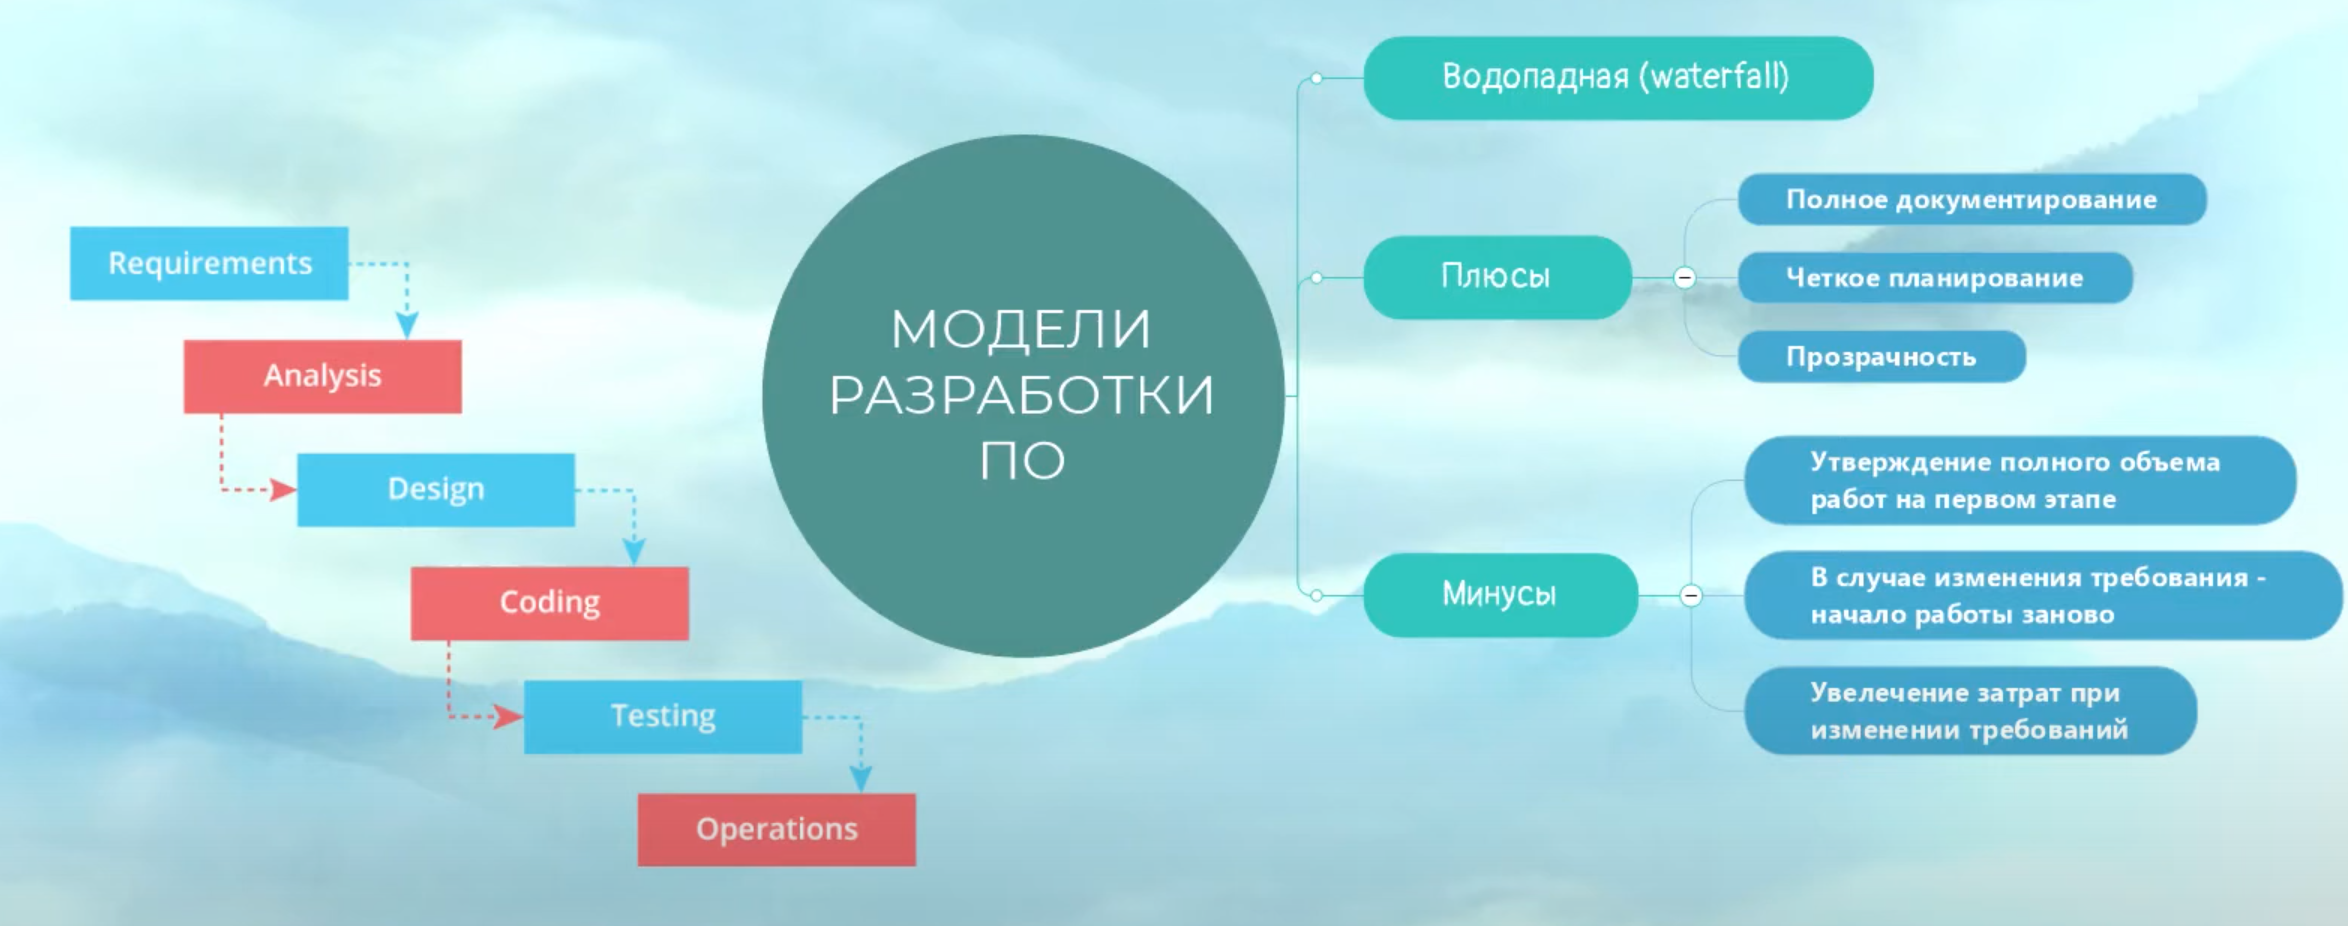 Requirements
Analysis
Design
Coding
Testing
Operations
МОДЕЛИ
РАЗРАБОТКИ
ПО
Водопадная (waterfall)
Плюсы
Полное документирование
Четкое планирование
Прозрачность
Минусы
Утверждение полного объема
работ на первом этапе
В случае изменения требования -
начало работы заново
Увелечение затрат при
изменении требований